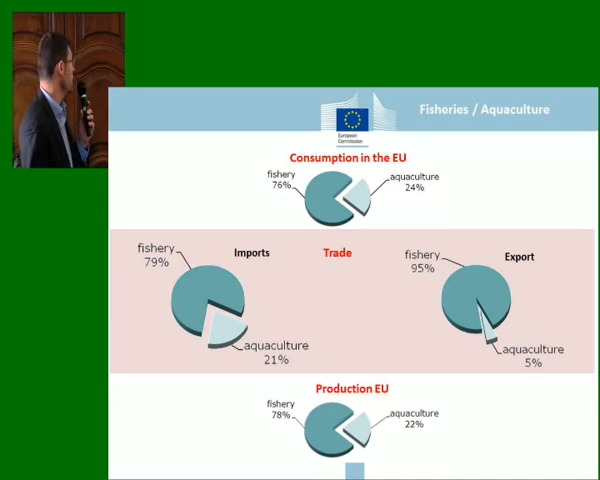 Fisheries / Aquaculture
European
Commission
Consumption in the EU
fishery
76%
aquaculture
24%
Imports
Trade
Export
fishery
79%
aquaculture
21%
fishery
95%
aquaculture
5%
Production EU
fishery
78%
aquaculture
22%